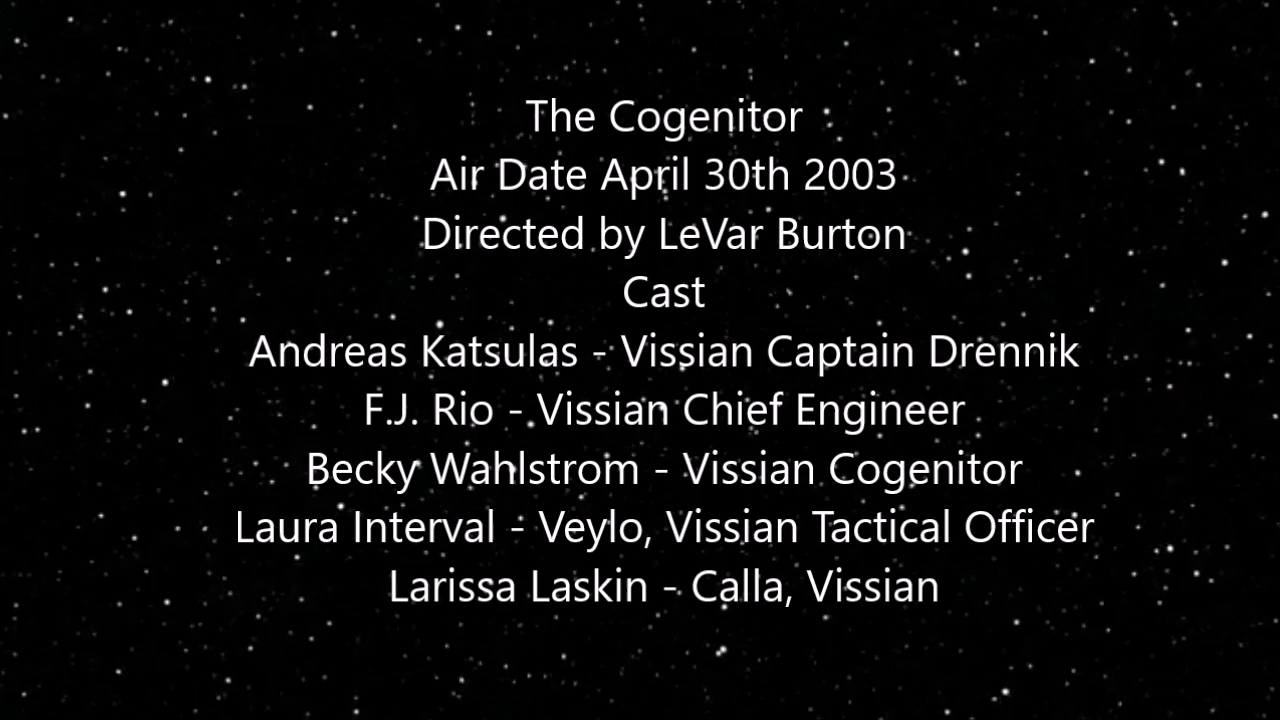 The Cogenitor
Air Date April 30th 2003
Directed by LeVar Burton
Cast
Andreas Katsulas - Vissian Captain Drennik
F.J. Rio - Vissian Chief Engineer
Becky Wahlstrom - Vissian Cogenitor
Laura Interval - Veylo, Vissian Tactical Officer
Larissa Laskin - Calla, Vissian